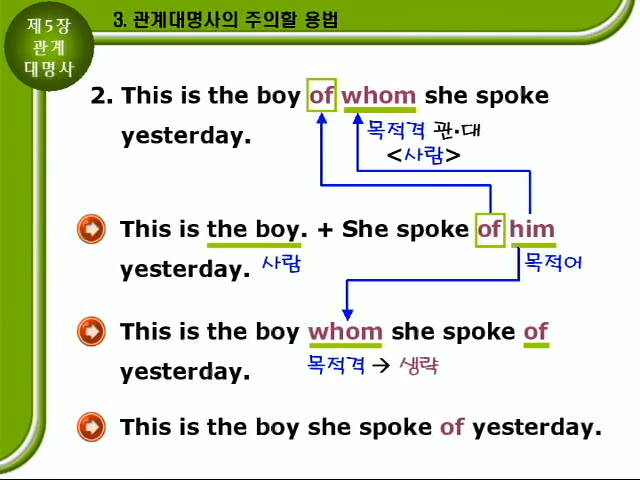 제5장
관계
대명사
3. 관계대명사의 주의할 용법
2. This is the boy of whom she spoke
yesterday.
목적격 관·대
<사람>
This is the boy. + She spoke of him
yesterday.
사람
목적어
This is the boy whom she spoke of
yesterday.
목적격 → 생략
This is the boy she spoke of yesterday.